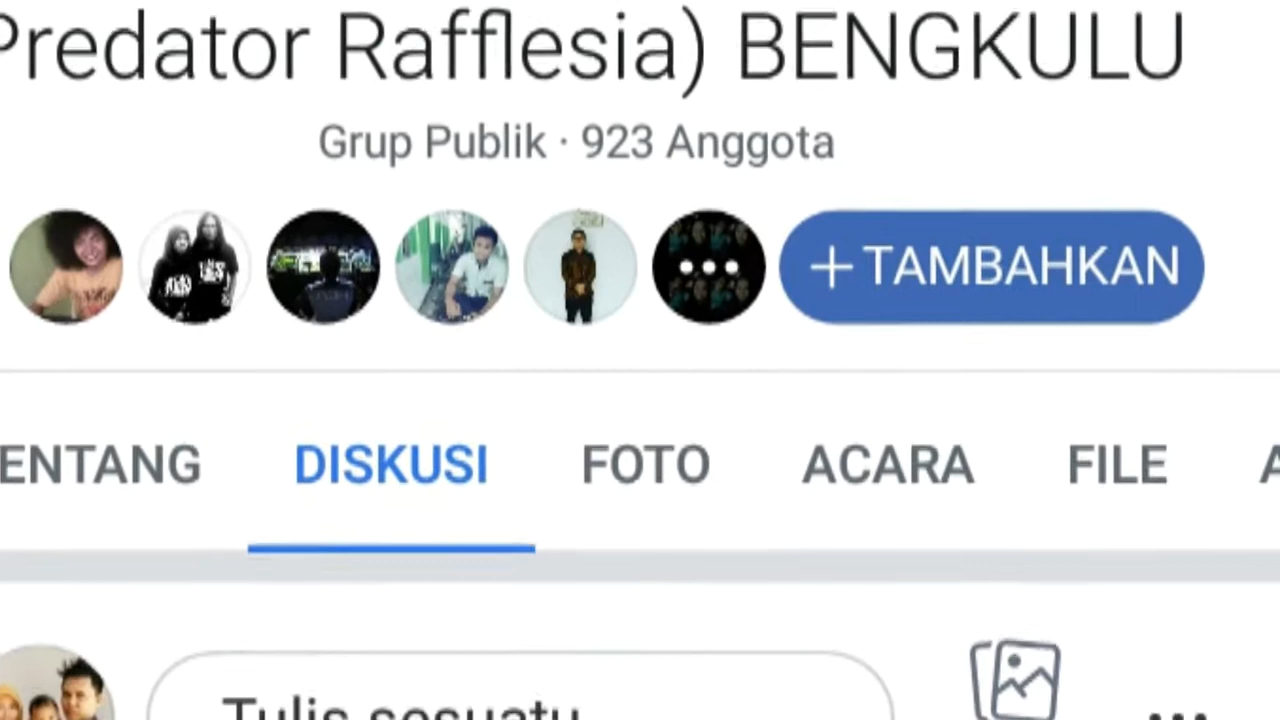 Predator Rafflesia) BENGKULU
Grup Publik · 923 Anggota
+ TAMBAHKAN
ENTANG DISKUSI FOTO ACARA FILE A
Tulis sesuatu